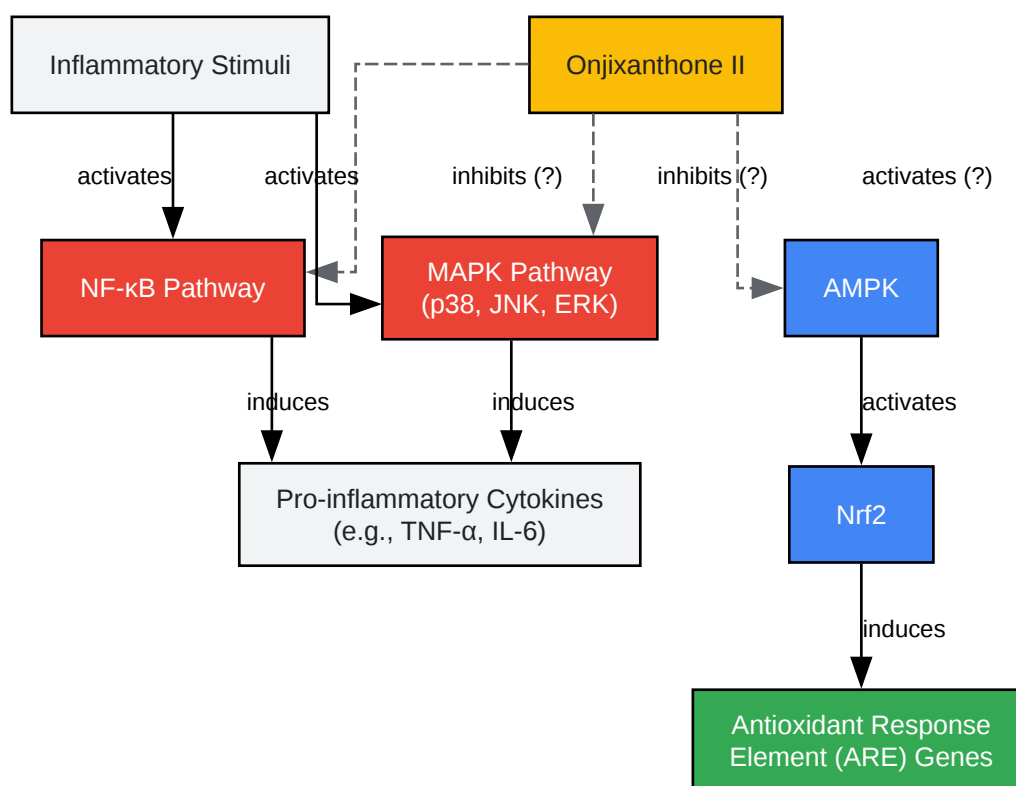 Inflammatory Stimuli
Onjixanthone II
activates
activates
inhibits (?)
inhibits (?)
activates (?)
NF-κB Pathway
MAPK Pathway
(p38, JNK, ERK)
AMPK
induces
induces
activates
Pro-inflammatory Cytokines
(e.g., TNF-α, IL-6)
Nrf2
induces
Antioxidant Response
Element (ARE) Genes